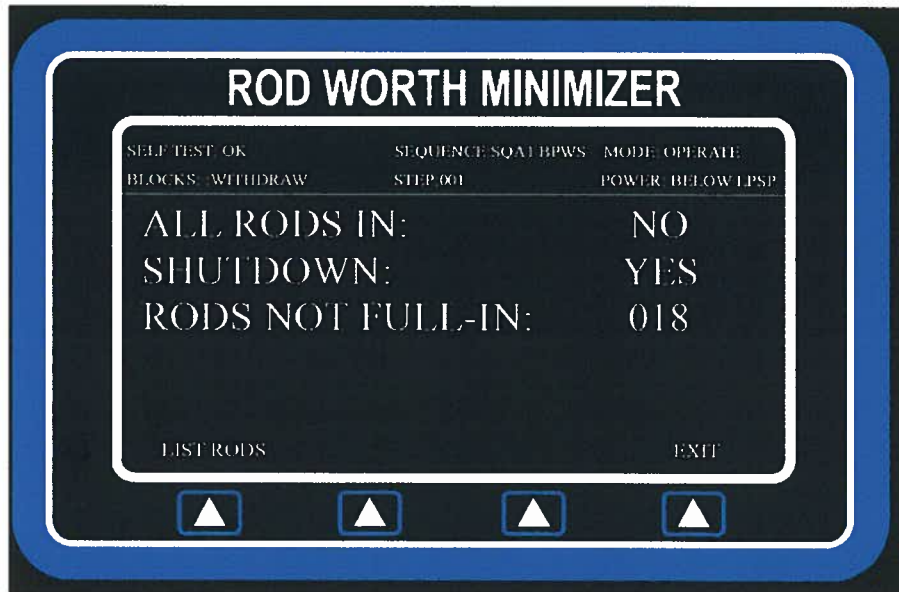 ROD WORTH MINIMIZER
SELF TEST: OK SEQUENCE SQA1 BPWS MODE: OPERATE
BLOCKS: WITHDRAW STEP 001 POWER: BELOW LPSP
ALL RODS IN: NO
SHUTDOWN: YES
RODS NOT FULL-IN: 018
LIST RODS EXIT